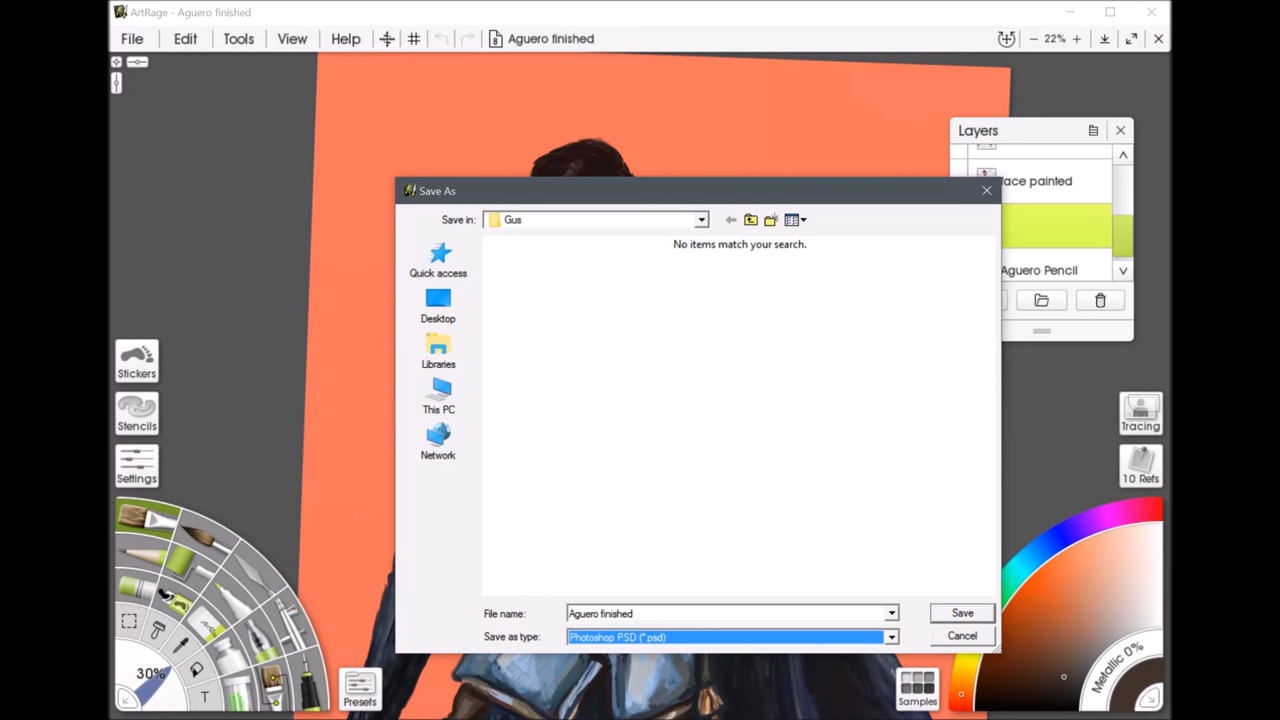 ArtRage - Aguero finished
File Edit Tools View Help Aguero finished 22%
Layers
ace painted
Aguero Pencil
Save As
Save in: Gus
No items match your search.
Quick access
Desktop
Libraries
This PC
Network
File name: Aguero finished Save
Save as type: Photoshop PSD (*.psd) Cancel
Stickers
Stencils
Settings
Tracing
10 Refs
30%
T
Presets
Samples
Metallic 0%